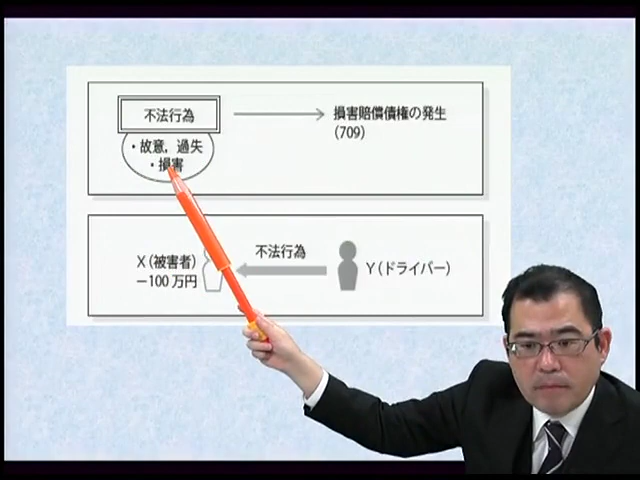 不法行為
・故意，過失
・損害
損害賠償債権の発生
(709)
X（被害者）
－100万円
不法行為
Y（ドライバー）